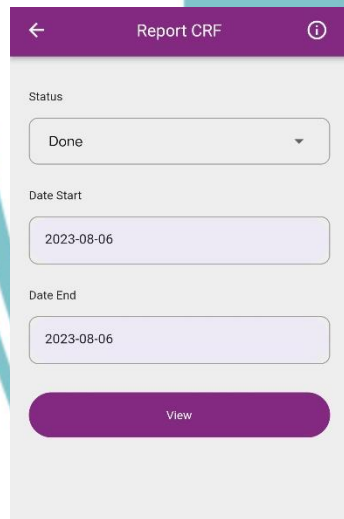 Report CRF
Status
Done
Date Start
2023-08-06
Date End
2023-08-06
View